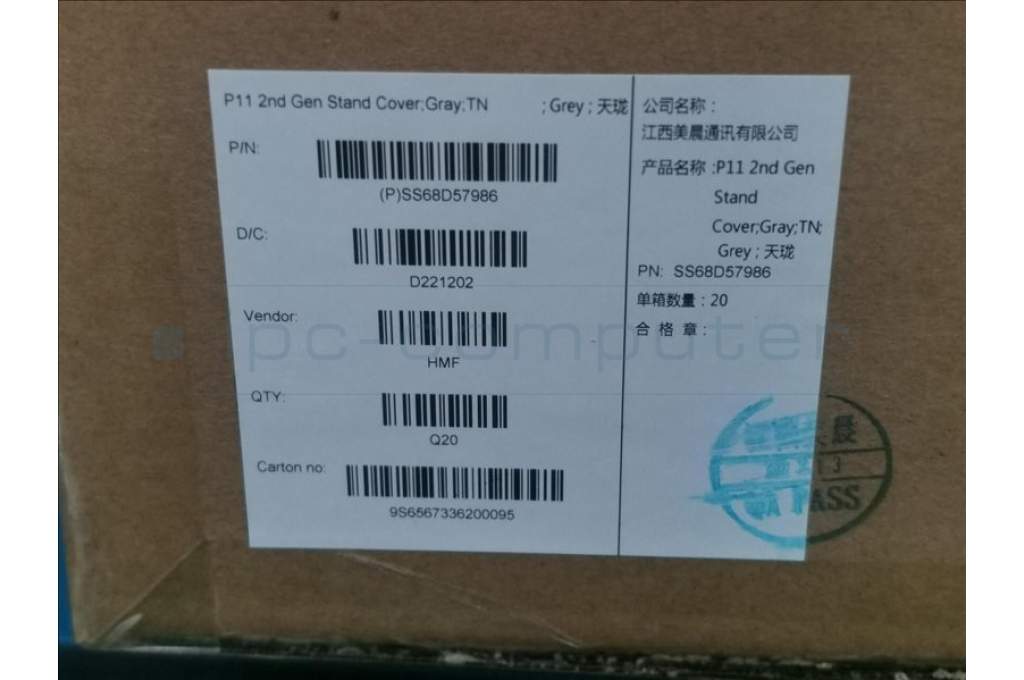 P11 2nd Gen Stand Cover;Gray;TN ; Grey ; 天珑
P/N:
(P)SS68D57986
D/C:
D221202
Vendor:
HMF
QTY:
Q20
Carton no:
9S6567336200095
公司名称 :
江西美晨通讯有限公司
产品名称 :P11 2nd Gen
Stand
Cover;Gray;TN;
Grey ; 天珑
PN: SS68D57986
单箱数量 : 20
合 格 章 :
pc-computer
美晨
13
QA PASS